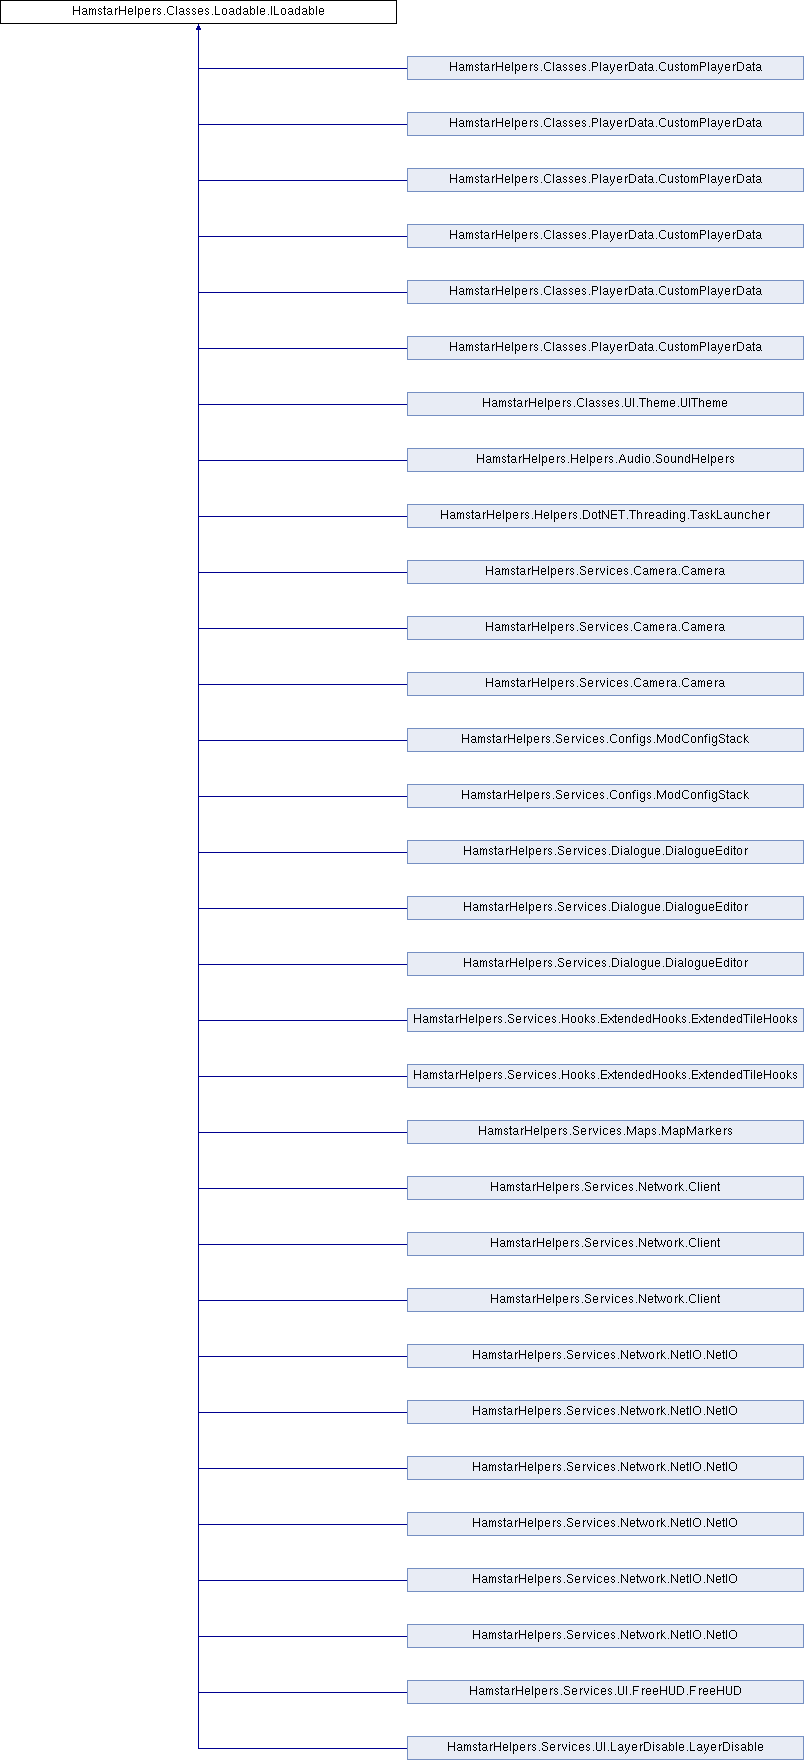 HamstarHelpers.Classes.Loadable.ILoadable
HamstarHelpers.Classes.PlayerData.CustomPlayerData
HamstarHelpers.Classes.PlayerData.CustomPlayerData
HamstarHelpers.Classes.PlayerData.CustomPlayerData
HamstarHelpers.Classes.PlayerData.CustomPlayerData
HamstarHelpers.Classes.PlayerData.CustomPlayerData
HamstarHelpers.Classes.PlayerData.CustomPlayerData
HamstarHelpers.Classes.UI.Theme.UITheme
HamstarHelpers.Helpers.Audio.SoundHelpers
HamstarHelpers.Helpers.DotNET.Threading.TaskLauncher
HamstarHelpers.Services.Camera.Camera
HamstarHelpers.Services.Camera.Camera
HamstarHelpers.Services.Camera.Camera
HamstarHelpers.Services.Configs.ModConfigStack
HamstarHelpers.Services.Configs.ModConfigStack
HamstarHelpers.Services.Dialogue.DialogueEditor
HamstarHelpers.Services.Dialogue.DialogueEditor
HamstarHelpers.Services.Dialogue.DialogueEditor
HamstarHelpers.Services.Hooks.ExtendedHooks.ExtendedTileHooks
HamstarHelpers.Services.Hooks.ExtendedHooks.ExtendedTileHooks
HamstarHelpers.Services.Maps.MapMarkers
HamstarHelpers.Services.Network.Client
HamstarHelpers.Services.Network.Client
HamstarHelpers.Services.Network.Client
HamstarHelpers.Services.Network.NetIO.NetIO
HamstarHelpers.Services.Network.NetIO.NetIO
HamstarHelpers.Services.Network.NetIO.NetIO
HamstarHelpers.Services.Network.NetIO.NetIO
HamstarHelpers.Services.Network.NetIO.NetIO
HamstarHelpers.Services.Network.NetIO.NetIO
HamstarHelpers.Services.UI.FreeHUD.FreeHUD
HamstarHelpers.Services.UI.LayerDisable.LayerDisable